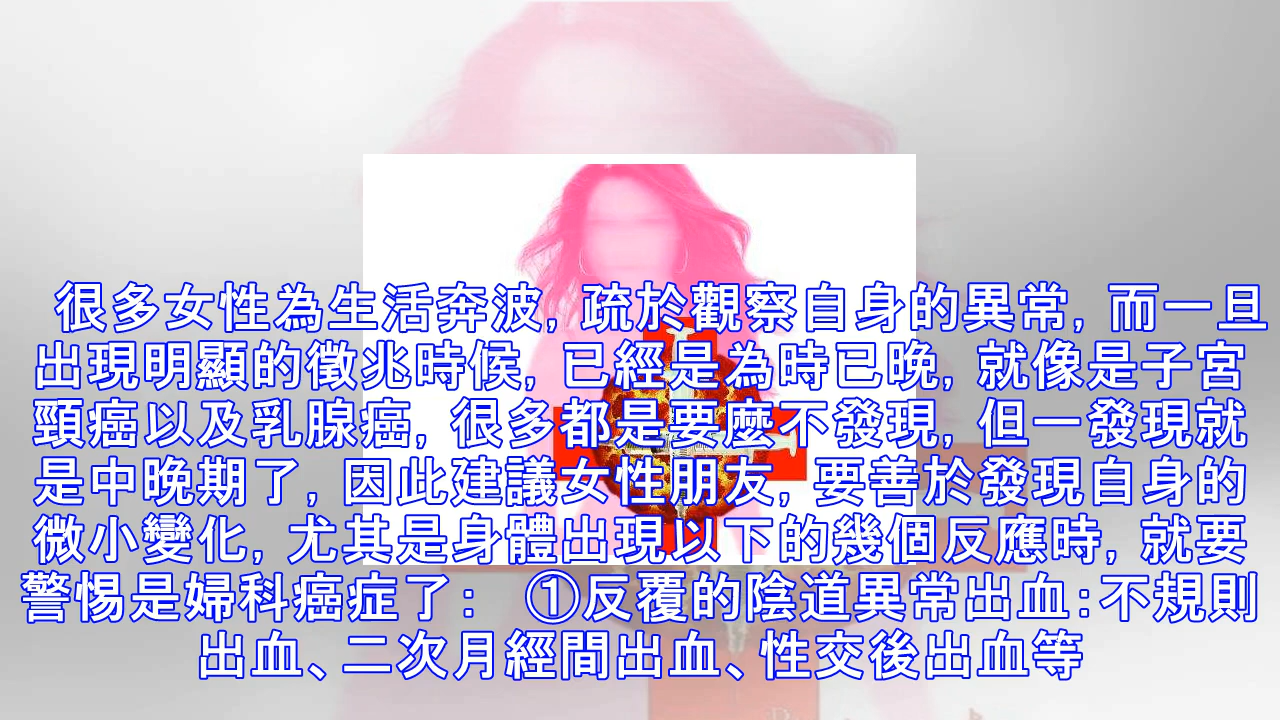 很多女性為生活奔波, 疏於觀察自身的異常, 而一旦
出現明顯的徵兆時候, 已經是為時已晚, 就像是子宮
頸癌以及乳腺癌, 很多都是要麼不發現, 但一發現就
是中晚期了, 因此建議女性朋友, 要善於發現自身的
微小變化, 尤其是身體出現以下的幾個反應時, 就要
警惕是婦科癌症了: ①反覆的陰道異常出血:不規則
出血、二次月經間出血、性交後出血等